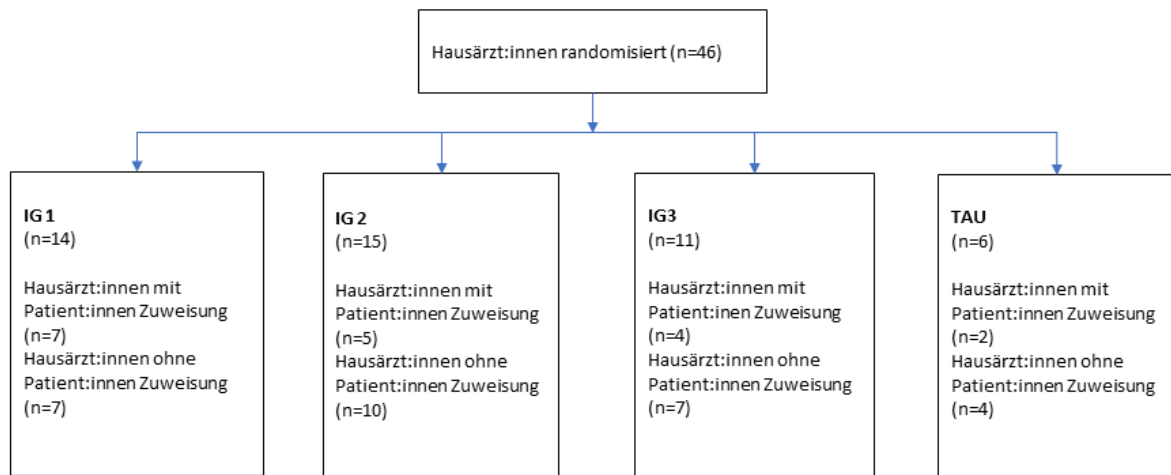 Hausärzt:innen randomisiert (n=46)
IG 1
(n=14)
Hausärzt:innen mit
Patient:innen Zuweisung
(n=7)
Hausärzt:innen ohne
Patient:innen Zuweisung
(n=7)
IG 2
(n=15)
Hausärzt:innen mit
Patient:innen Zuweisung
(n=5)
Hausärzt:innen ohne
Patient:innen Zuweisung
(n=10)
IG3
(n=11)
Hausärzt:innen mit
Patient:inen Zuweisung
(n=4)
Hausärzt:innen ohne
Patient:innen Zuweisung
(n=7)
TAU
(n=6)
Hausärzt:innen mit
Patient:innen Zuweisung
(n=2)
Hausärzt:innen ohne
Patient:innen Zuweisung
(n=4)